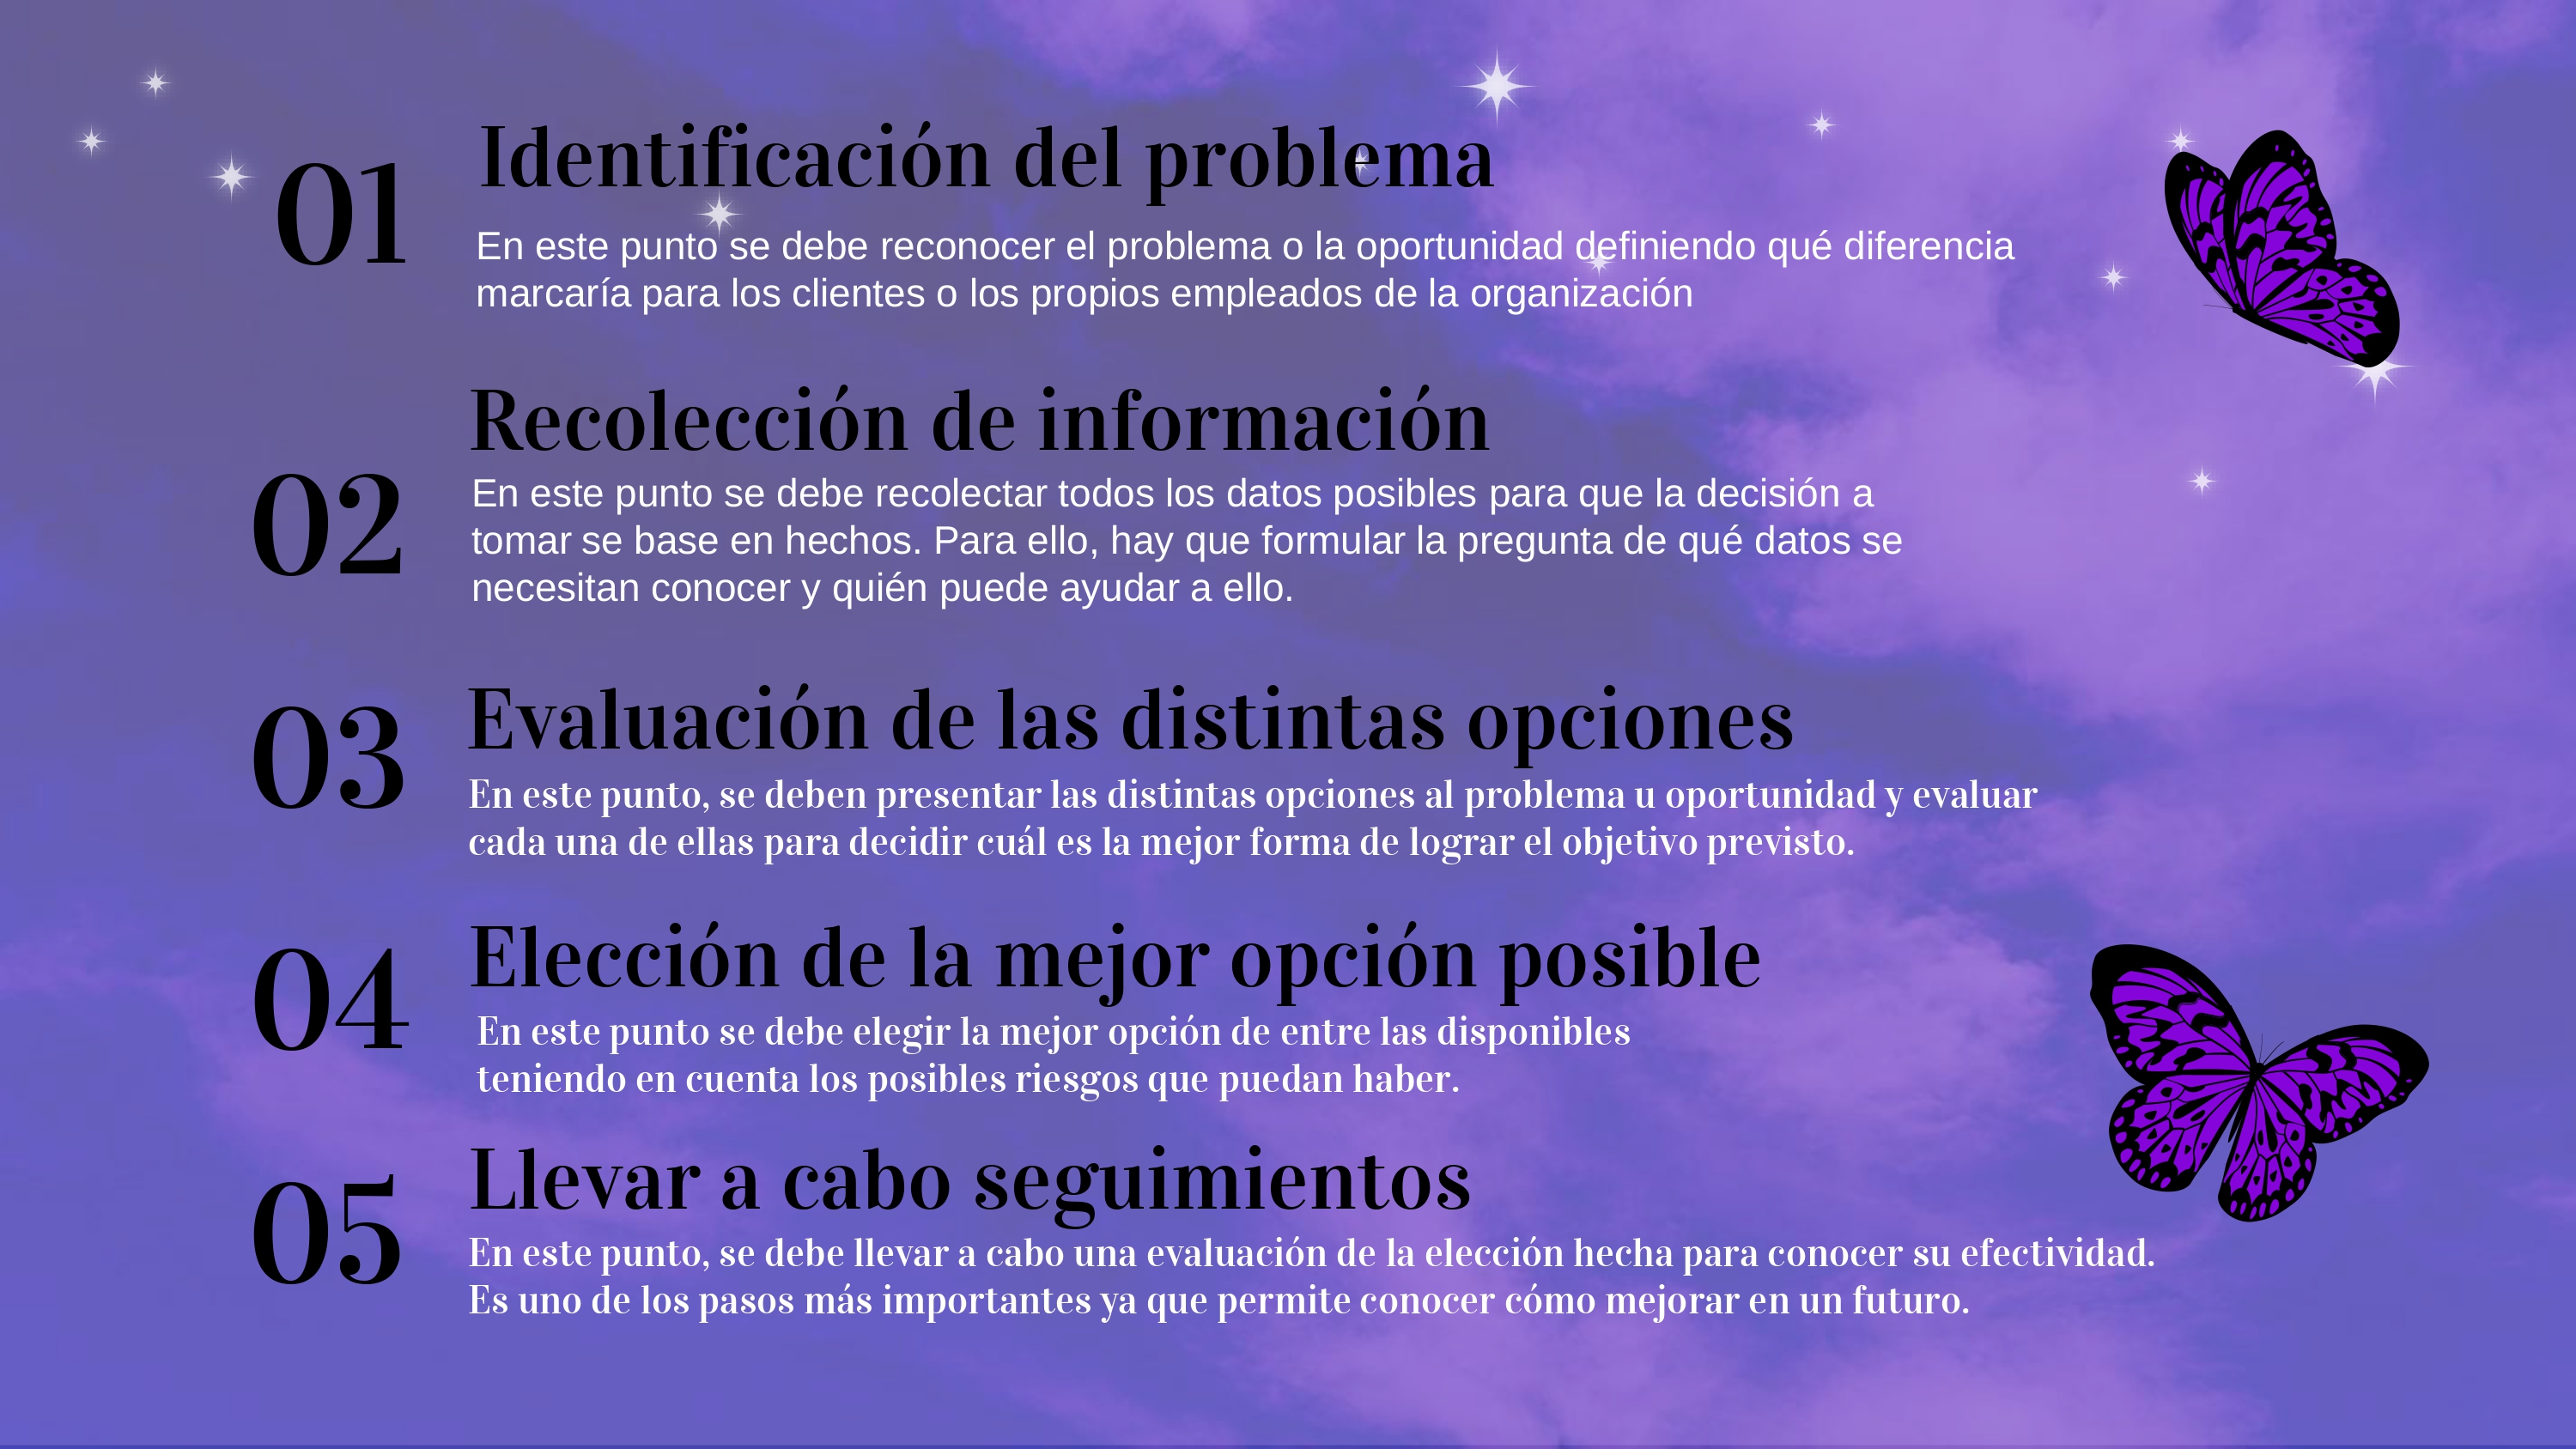 01
Identificación del problema
En este punto se debe reconocer el problema o la oportunidad definiendo qué diferencia
marcaría para los clientes o los propios empleados de la organización
02
Recolección de información
En este punto se debe recolectar todos los datos posibles para que la decisión a
tomar se base en hechos. Para ello, hay que formular la pregunta de qué datos se
necesitan conocer y quién puede ayudar a ello.
03
Evaluación de las distintas opciones
En este punto, se deben presentar las distintas opciones al problema u oportunidad y evaluar
cada una de ellas para decidir cuál es la mejor forma de lograr el objetivo previsto.
04
Elección de la mejor opción posible
En este punto se debe elegir la mejor opción de entre las disponibles
teniendo en cuenta los posibles riesgos que puedan haber.
05
Llevar a cabo seguimientos
En este punto, se debe llevar a cabo una evaluación de la elección hecha para conocer su efectividad.
Es uno de los pasos más importantes ya que permite conocer cómo mejorar en un futuro.